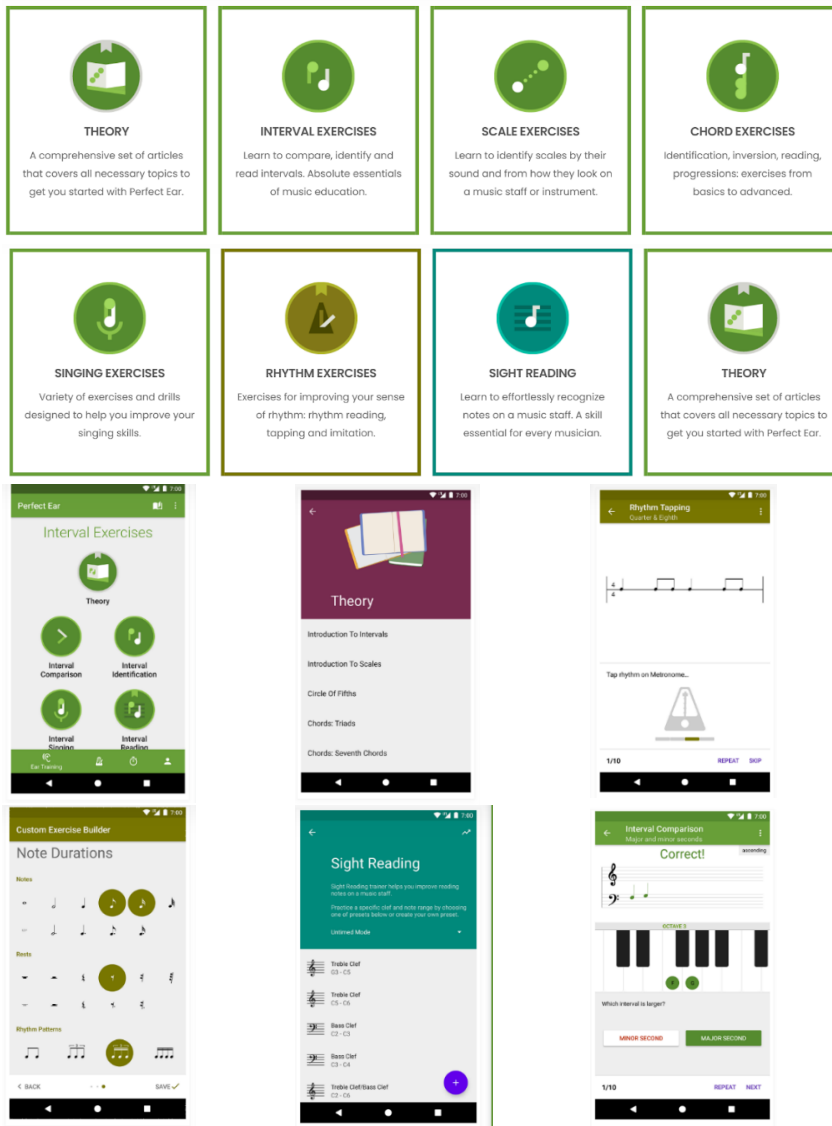 THEORY
A comprehensive set of articles
that covers all necessary topics to
get you started with Perfect Ear.
INTERVAL EXERCISES
Learn to compare, identify and
read intervals. Absolute essentials
of music education.
SCALE EXERCISES
Learn to identify scales by their
sound and from how they look on
a music staff or instrument.
CHORD EXERCISES
Identification, inversion, reading,
progressions: exercises from
basics to advanced.
SINGING EXERCISES
Variety of exercises and drills
designed to help you improve your
singing skills.
RHYTHM EXERCISES
Exercises for improving your sense
of rhythm: rhythm reading,
tapping and imitation.
SIGHT READING
Learn to effortlessly recognize
notes on a music staff. A skill
essential for every musician.
THEORY
A comprehensive set of articles
that covers all necessary topics to
get you started with Perfect Ear.
7:00
Perfect Ear
Interval Exercises
Theory
Interval
Comparison
Interval
Identification
Interval
Singing
Interval
Reading
Ear Training
7:00
Theory
Introduction To Intervals
Introduction To Scales
Circle Of Fifths
Chords: Triads
Chords: Seventh Chords
7:00
Rhythm Tapping
Quarter & Eighth
4
4
Tap rhythm on Metronome...
1/10
REPEAT SKIP
7:00
Custom Exercise Builder
Note Durations
Notes
Rests
Rhythm Patterns
< BACK
SAVE
7:00
Sight Reading
Sight Reading trainer helps you improve reading
notes on a music staff.
Practice a specific clef and note range by choosing
one of presets below or create your own preset.
Untimed Mode
Treble Clef
G3 - C5
Treble Clef
C5 - C6
Bass Clef
C2 - C3
Bass Clef
C3 - C4
Treble Clef/Bass Clef
C2 - C6
7:00
Interval Comparison
Major and minor seconds
Correct!
ascending
OCTAVE 3
F G
Which interval is larger?
MINOR SECOND
MAJOR SECOND
1/10
REPEAT NEXT